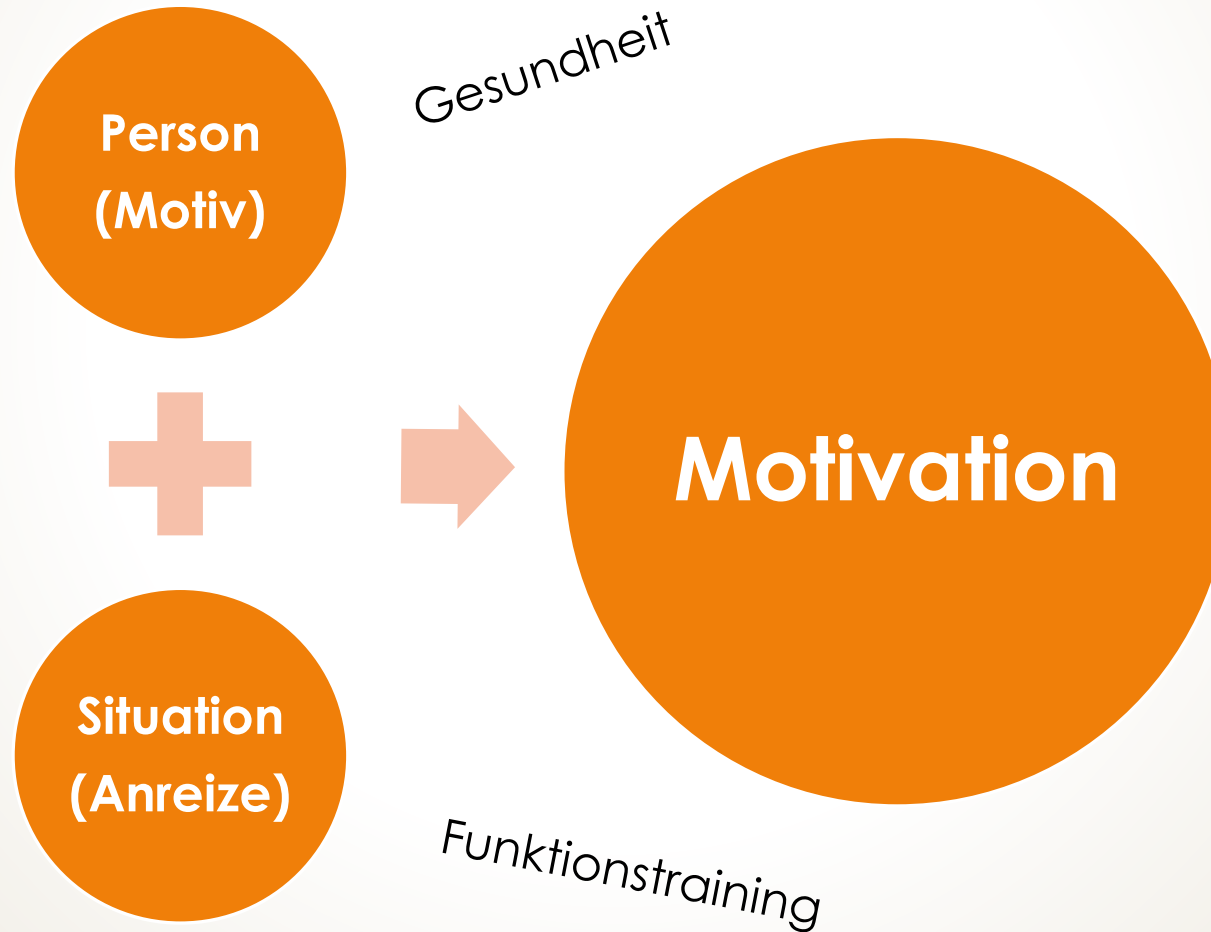 Gesundheit
Person
(Motiv)
Motivation
Situation
(Anreize)
Funktionstraining